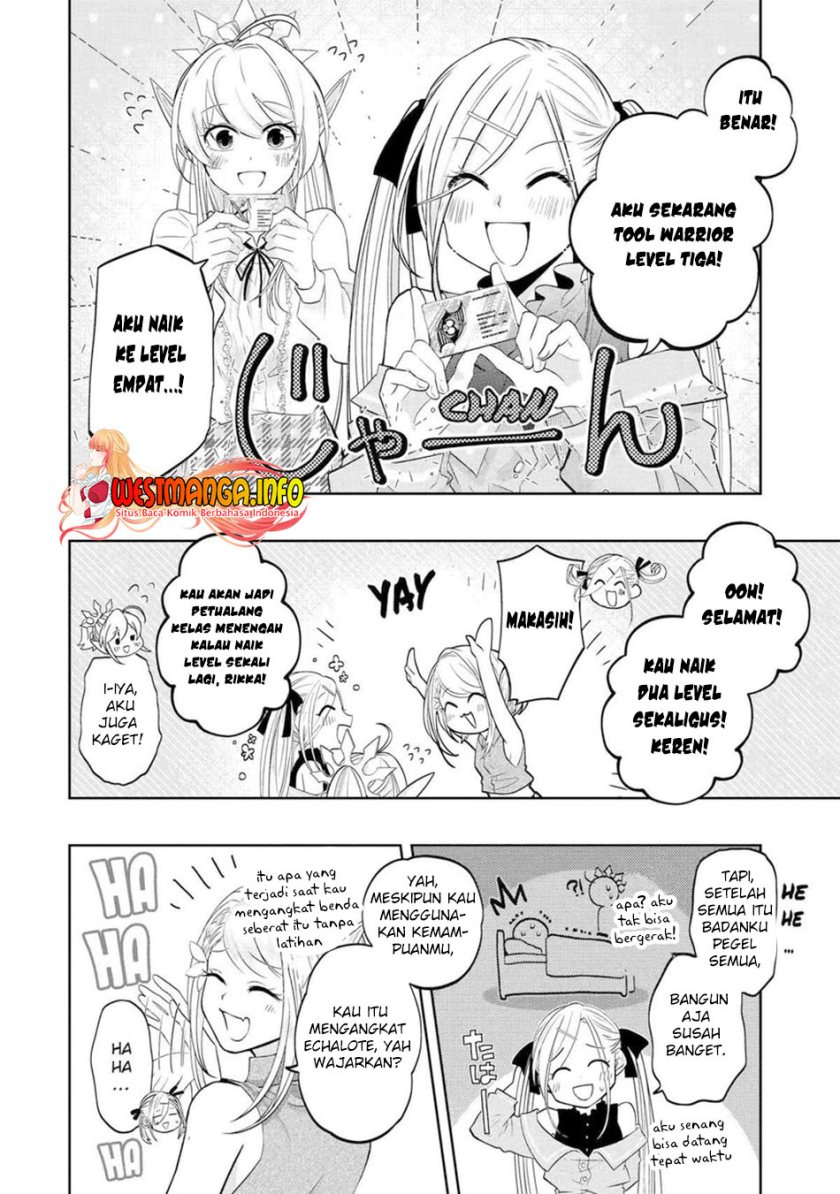 ITU
BENAR!
AKU SEKARANG
TOOL WARRIOR
LEVEL TIGA!
AKU NAIK
KE LEVEL
EMPAT...!
じゃーん
CHAN
WESTMANGA.INFO
Situs Baca Komik Berbahasa Indonesia
OOH!
SELAMAT!
KAU NAIK
DUA LEVEL
SEKALIGUS!
KEREN!
MAKASIH!
YAY
KAU AKAN JADI
PETUALANG
KELAS MENENGAH
KALAU NAIK
LEVEL SEKALI
LAGI, RIKKA!
I-IYA,
AKU
JUGA
KAGET!
TAPI,
SETELAH
SEMUA ITU
BADANKU
PEGEL
SEMUA,
BANGUN
AJA
SUSAH
BANGET.
HE
HE
...
?!
apa? aku
tak bisa
bergerak!
たはー
aku senang
bisa datang
tepat waktu
YAH,
MESKIPUN KAU
MENGGUNA-
KAN KEMAM-
PUANMU,
KAU ITU
MENGANGKAT
ECHALOTE, YAH
WAJARKAN?
itu apa yang
terjadi saat kau
mengangkat benda
seberat itu tanpa
latihan
HA
HA
HA
HA
...
HA